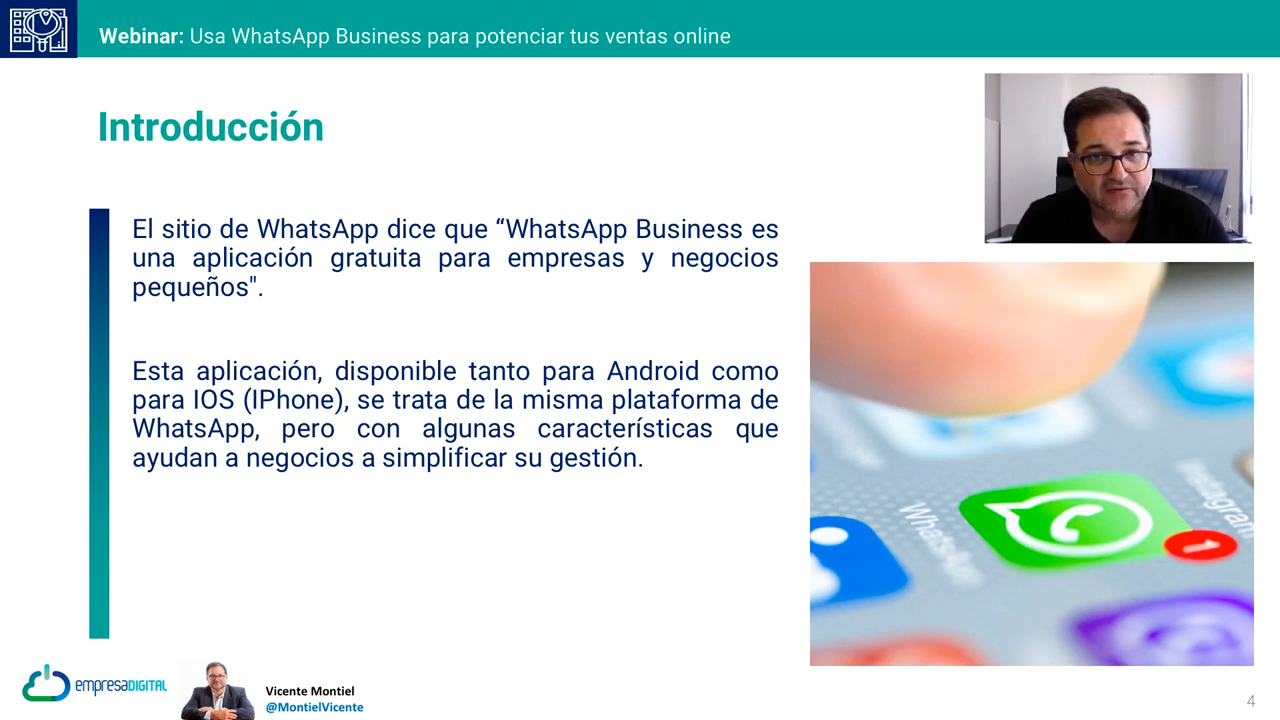 Webinar: Usa WhatsApp Business para potenciar tus ventas online
Introducción
El sitio de WhatsApp dice que “WhatsApp Business es
una aplicación gratuita para empresas y negocios
pequeños".
Esta aplicación, disponible tanto para Android como
para IOS (IPhone), se trata de la misma plataforma de
WhatsApp, pero con algunas características que
ayudan a negocios a simplificar su gestión.
WhatsApp
Instagram
1
empresaDIGITAL
Vicente Montiel
@MontielVicente
4